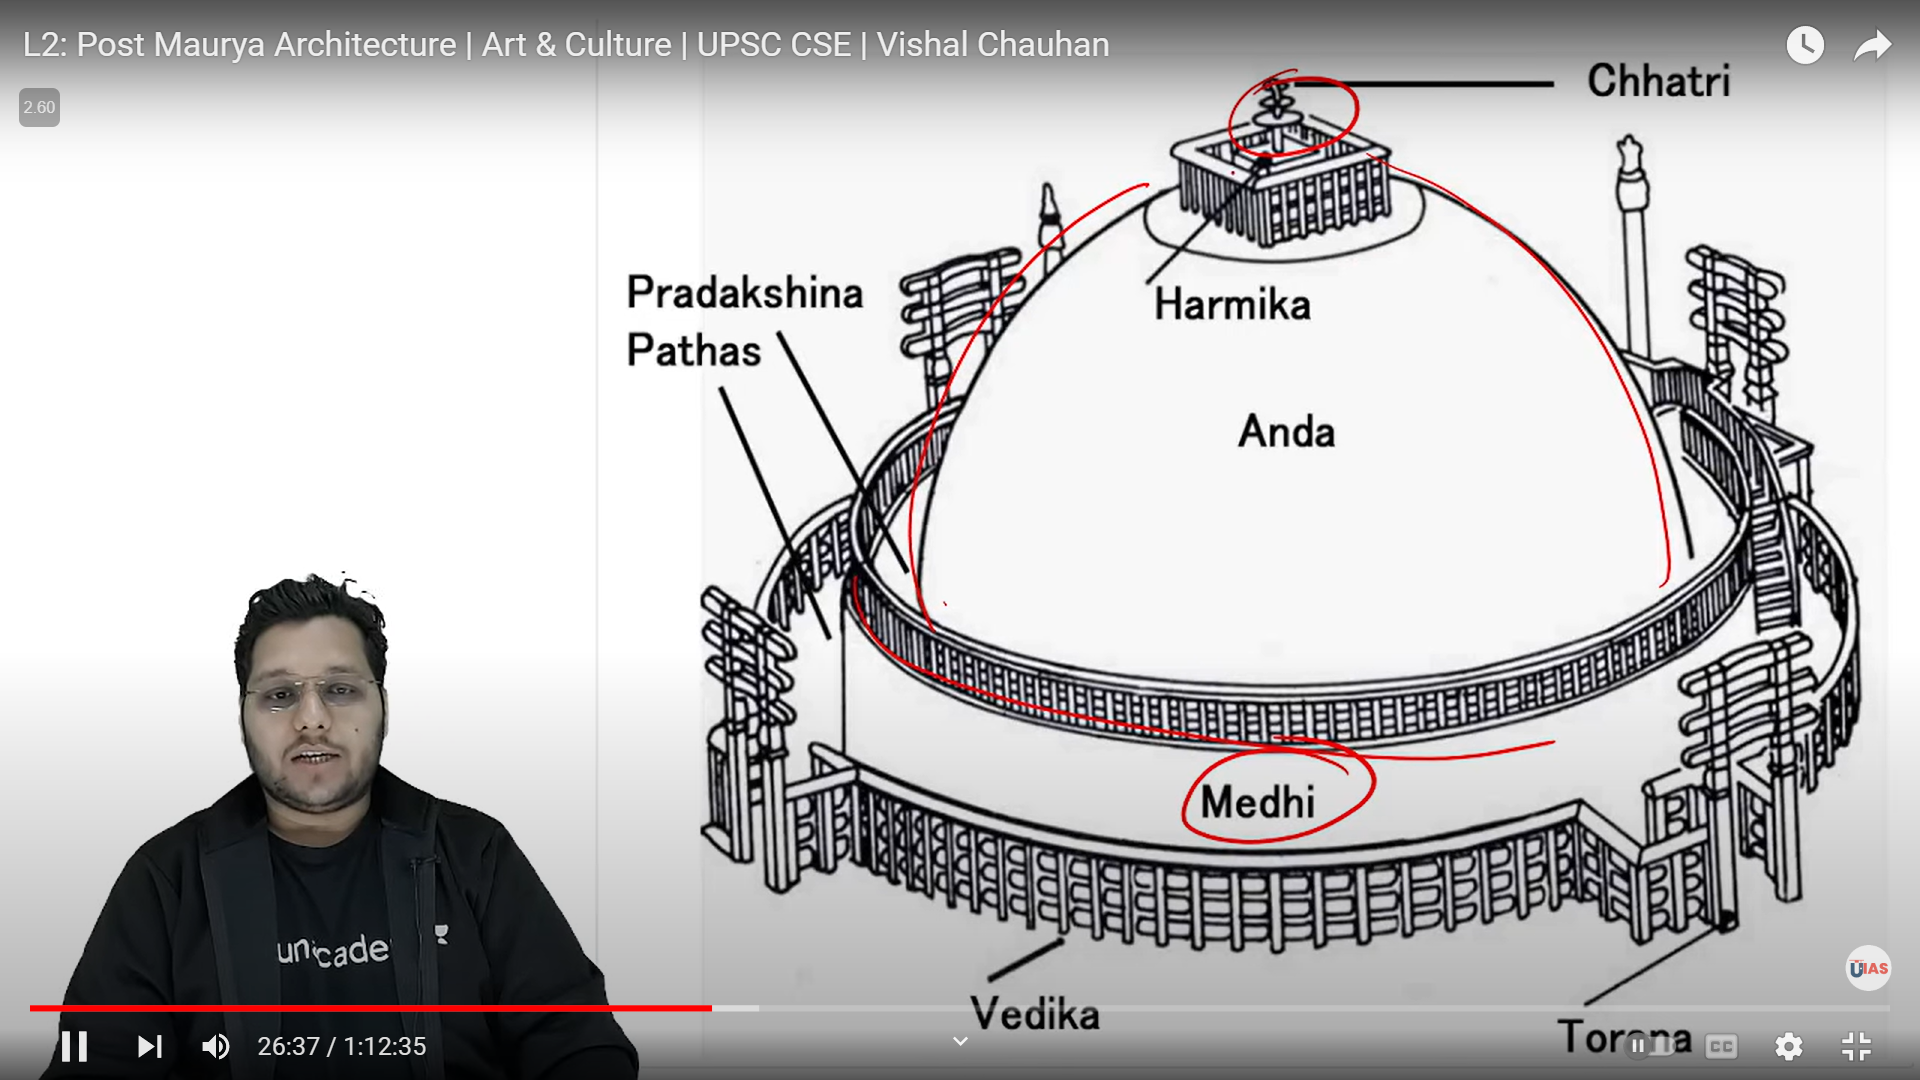 L2: Post Maurya Architecture | Art & Culture | UPSC CSE | Vishal Chauhan
2.60
Chhatri
Pradakshina
Pathas
Harmika
Anda
Medhi
Vedika
Torana
UIAS
26:37 / 1:12:35
CC